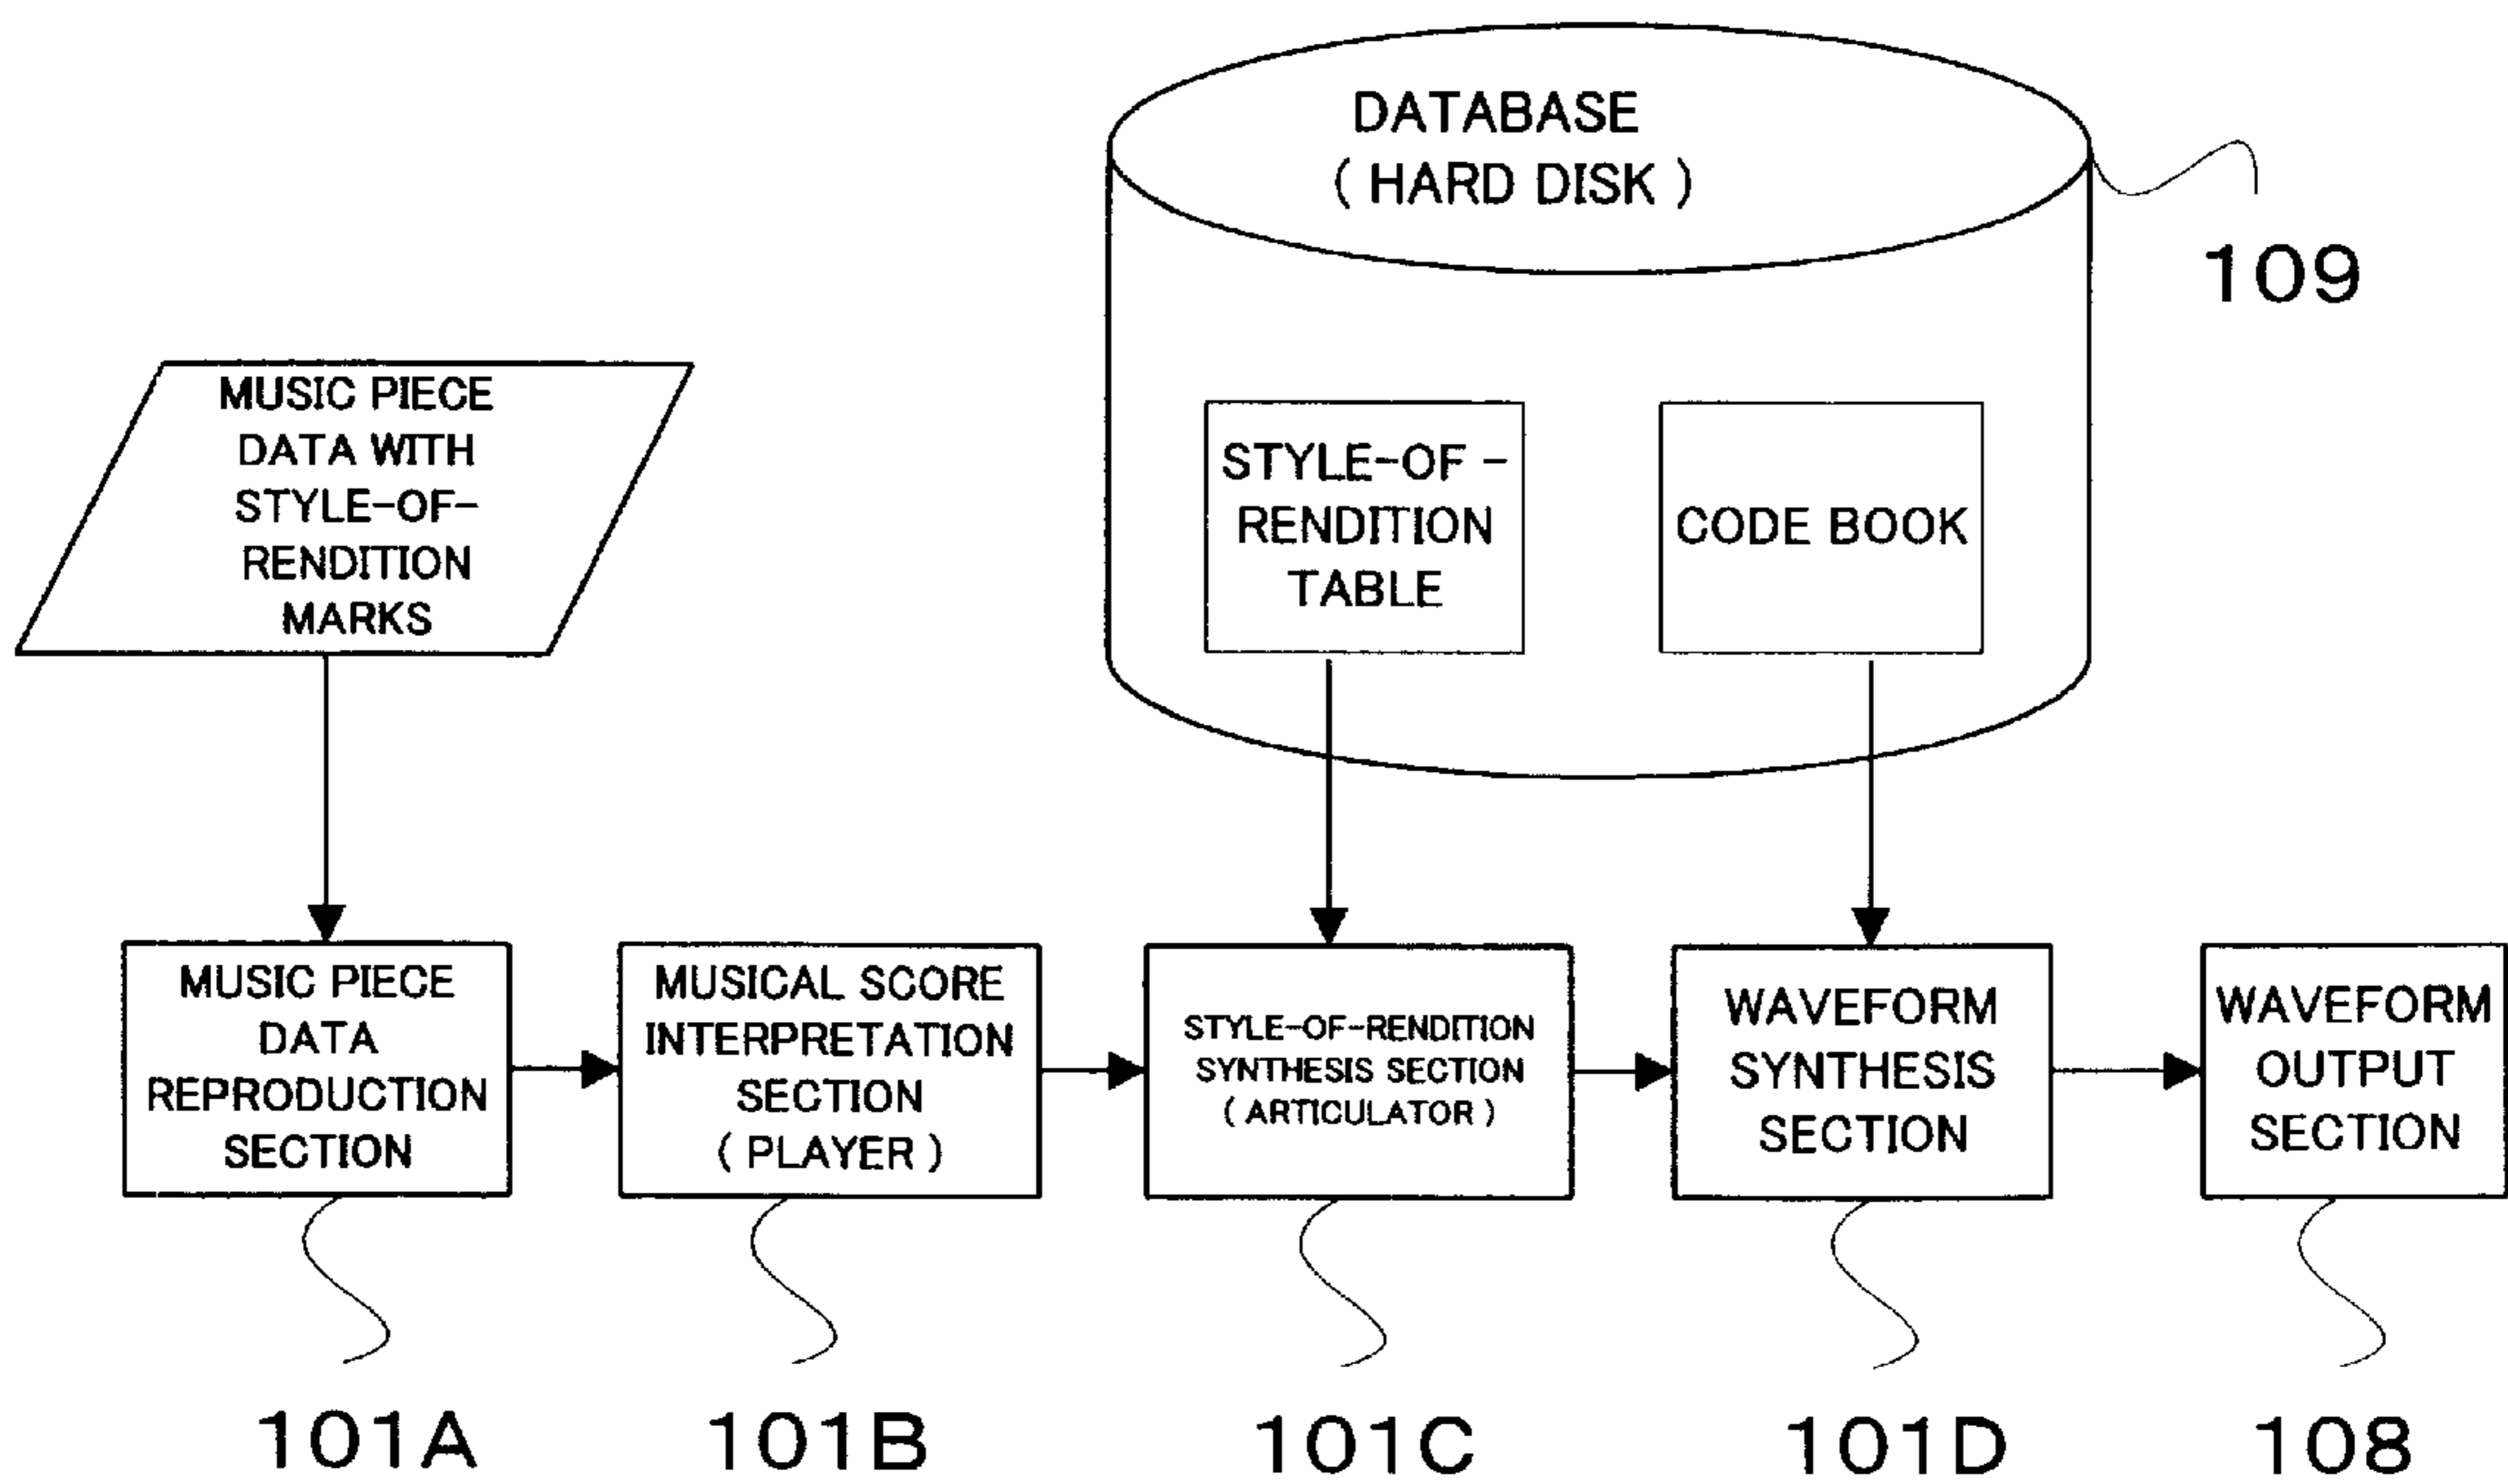 DATABASE
( HARD DISK )
109
MUSIC PIECE
DATA WITH
STYLE-OF-
RENDITION
MARKS
STYLE-OF -
RENDITION
TABLE
CODE BOOK
MUSIC PIECE
DATA
REPRODUCTION
SECTION
MUSICAL SCORE
INTERPRETATION
SECTION
( PLAYER )
STYLE-OF-RENDITION
SYNTHESIS SECTION
( ARTICULATOR )
WAVEFORM
SYNTHESIS
SECTION
WAVEFORM
OUTPUT
SECTION
101A
101B
101C
101D
108